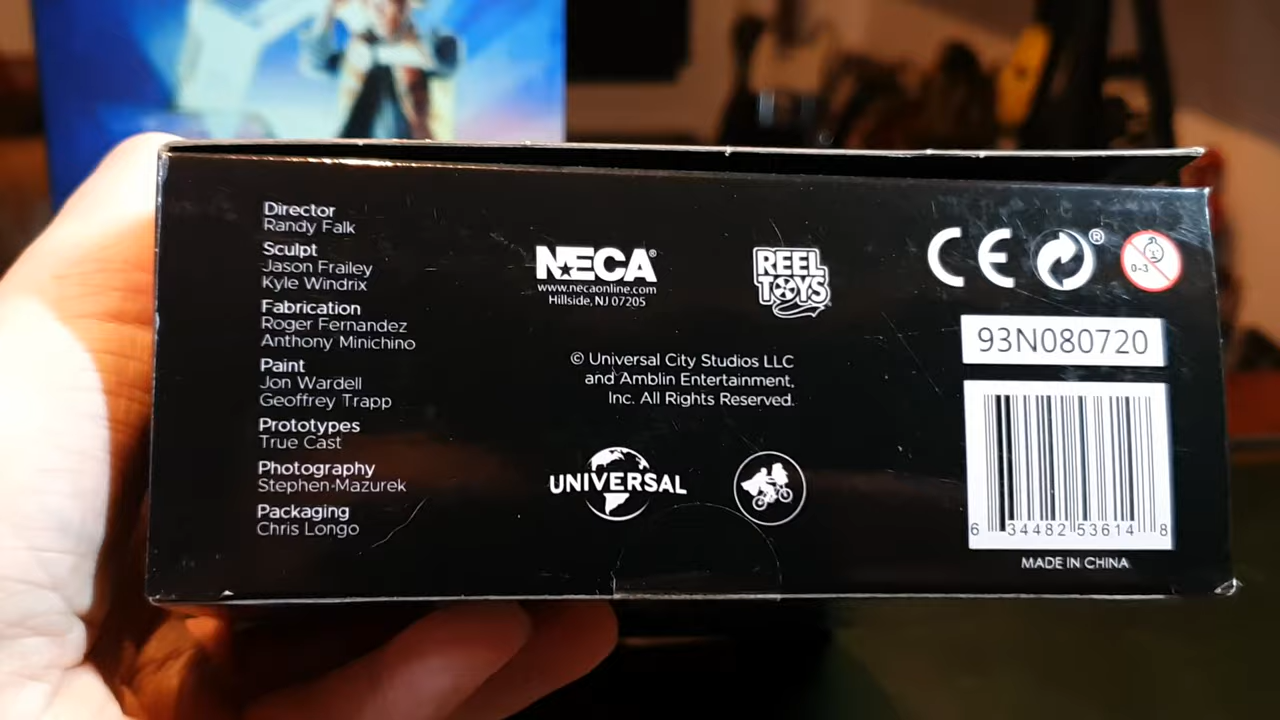 Director
Randy Falk
Sculpt
Jason Frailey
Kyle Windrix
Fabrication
Roger Fernandez
Anthony Minichino
Paint
Jon Wardell
Geoffrey Trapp
Prototypes
True Cast
Photography
Stephen Mazurek
Packaging
Chris Longo
NECA®
www.necaonline.com
Hillside, NJ 07205
REEL
TOYS
© Universal City Studios LLC
and Amblin Entertainment,
Inc. All Rights Reserved.
UNIVERSAL
CE
®
0-3
93N080720
6 34482 53614 8
MADE IN CHINA